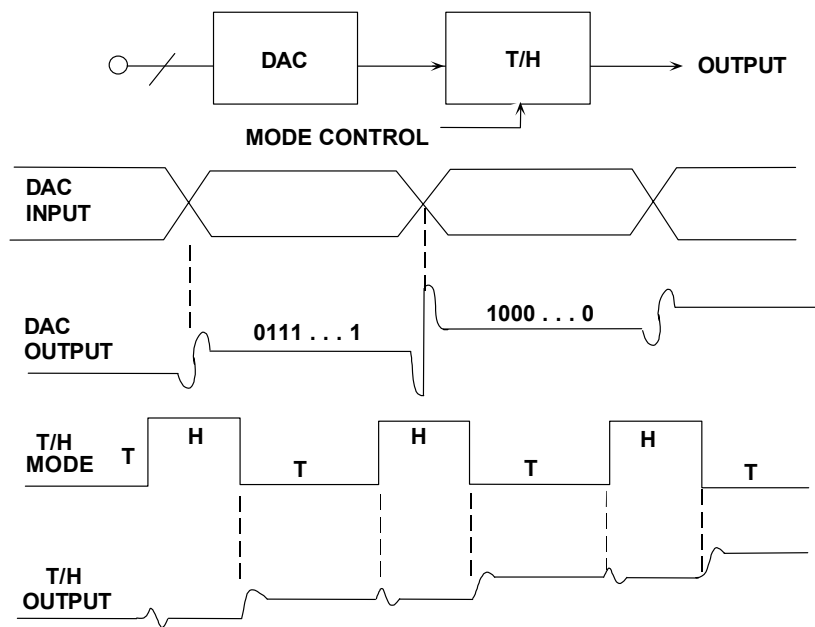 DAC
T/H
OUTPUT
MODE CONTROL
DAC
INPUT
DAC
OUTPUT
0111 . . . 1
1000 . . . 0
T/H
MODE
T
H
T
H
T
H
T
T/H
OUTPUT